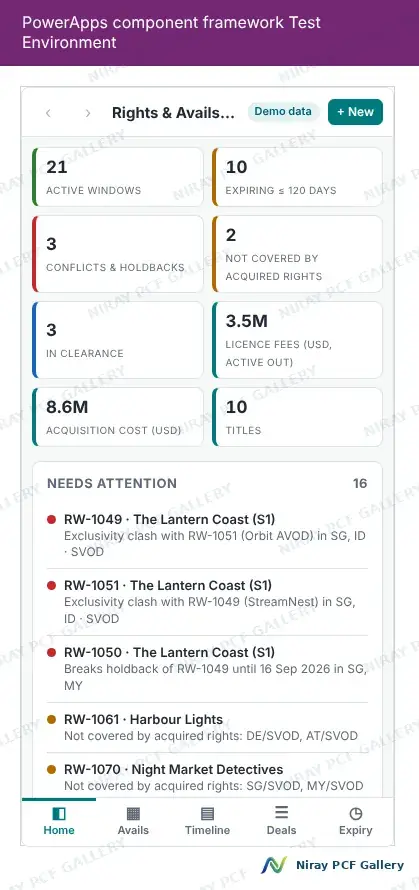 PowerApps component framework Test
Environment
‹ › Rights & Avails... Demo data + New
21
ACTIVE WINDOWS
10
EXPIRING ≤ 120 DAYS
3
CONFLICTS & HOLDBACKS
2
NOT COVERED BY
ACQUIRED RIGHTS
3
IN CLEARANCE
3.5M
LICENCE FEES (USD,
ACTIVE OUT)
8.6M
ACQUISITION COST (USD)
10
TITLES
NEEDS ATTENTION 16
RW-1049 · The Lantern Coast (S1)
Exclusivity clash with RW-1051 (Orbit AVOD) in SG, ID
· SVOD
RW-1051 · The Lantern Coast (S1)
Exclusivity clash with RW-1049 (StreamNest) in SG,
ID · SVOD
RW-1050 · The Lantern Coast (S1)
Breaks holdback of RW-1049 until 16 Sep 2026 in SG,
MY
RW-1061 · Harbour Lights
Not covered by acquired rights: DE/SVOD, AT/SVOD
RW-1070 · Night Market Detectives
Not covered by acquired rights: SG/SVOD, MY/SVOD
Home Avails Timeline Deals Expiry
Niray PCF Gallery
NIRAY PCF GALLERY